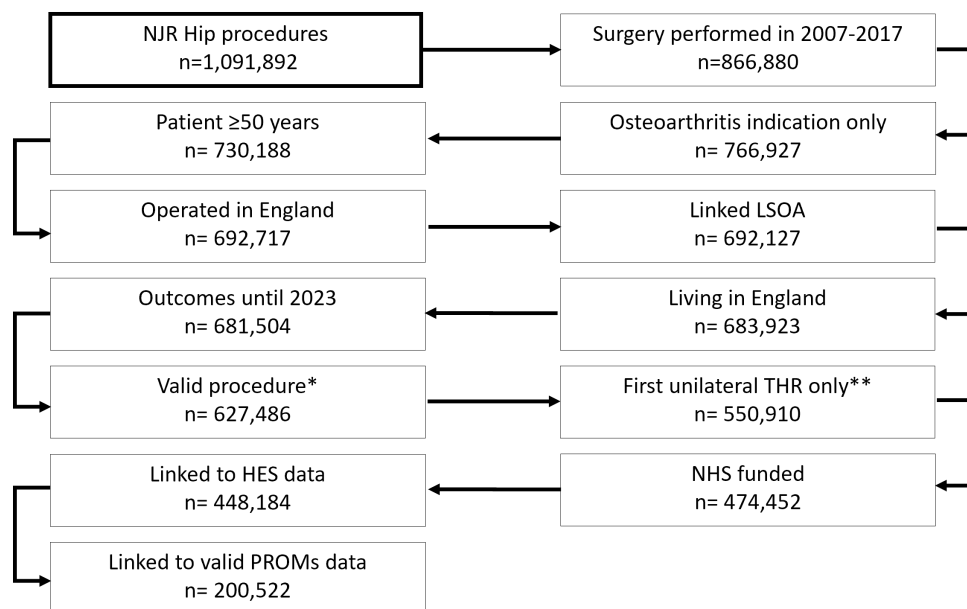 NJR Hip procedures
n=1,091,892
Surgery performed in 2007-2017
n=866,880
Osteoarthritis indication only
n= 766,927
Patient ≥50 years
n= 730,188
Operated in England
n= 692,717
Linked LSOA
n= 692,127
Living in England
n= 683,923
Outcomes until 2023
n= 681,504
Valid procedure*
n= 627,486
First unilateral THR only**
n= 550,910
NHS funded
n= 474,452
Linked to HES data
n= 448,184
Linked to valid PROMs data
n= 200,522